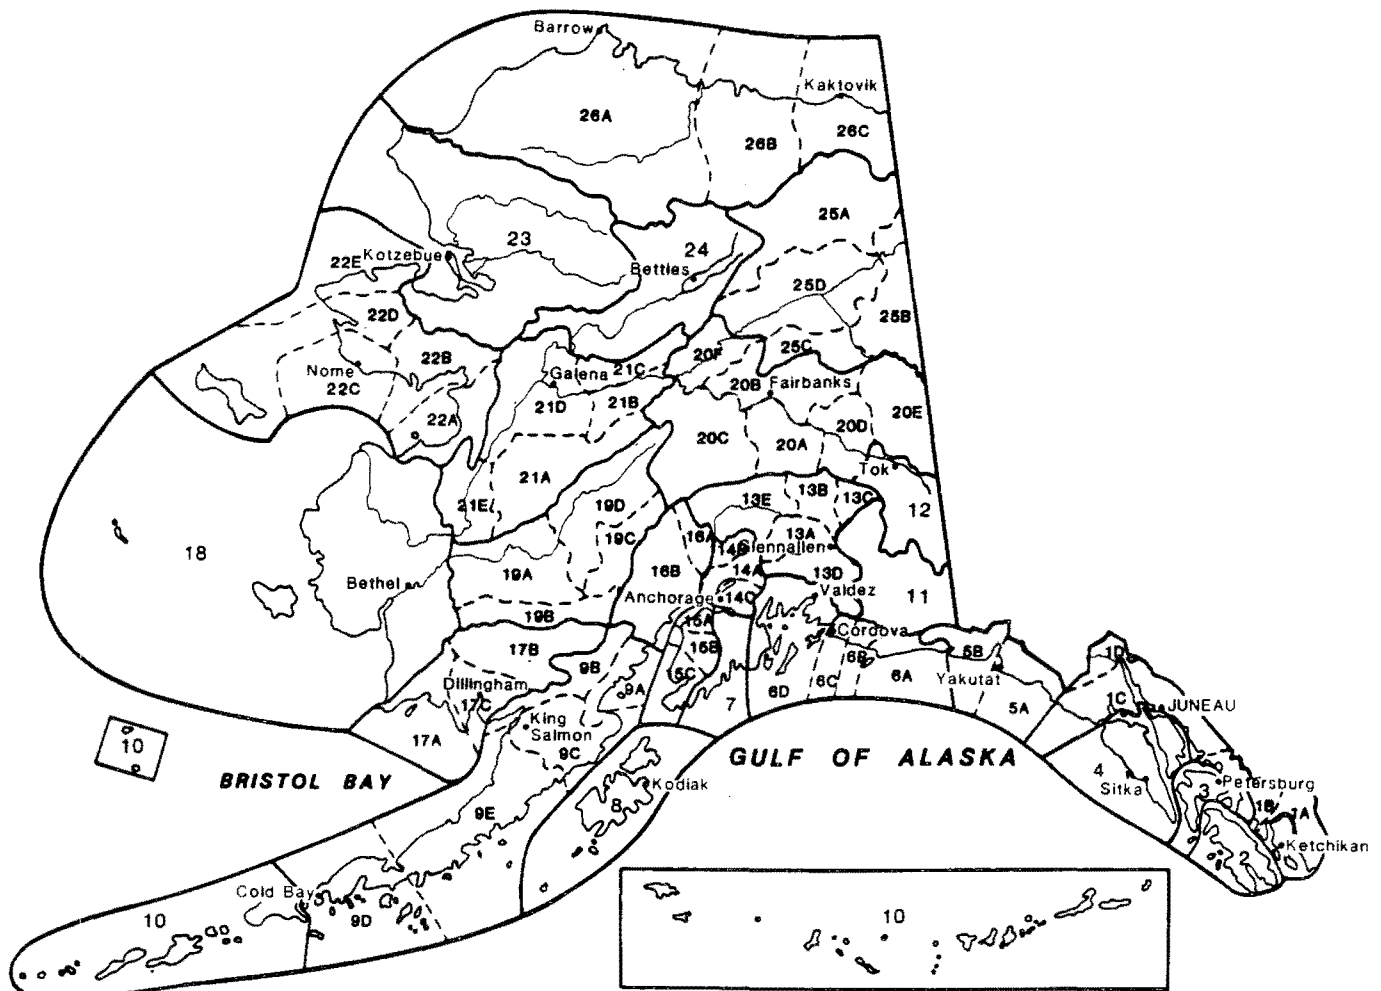 Barrow
Kaktovik
26A
26B
26C
25A
23
24
Kotzebue
22E
Bettles
25D
22D
25B
22B
20F
25C
Nome
22C
Galena
21C
20B
Fairbanks
21D
21B
22A
20E
20D
20C
20A
21A
Tok
21E
19D
13E
13B
13C
12
18
19C
16A
13A
14B
Glennallen
19A
16B
14A
13D
Bethel
Anchorage
14C
Valdez
11
19B
15A
Cordova
17B
15B
6B
5B
1D
9B
Dillingham
17C
9A
15C
6D
6C
6A
Yakutat
7
5A
1C
JUNEAU
King
Salmon
10
17A
9C
GULF OF ALASKA
BRISTOL BAY
8
Kodiak
4
Sitka
3
Petersburg
9E
1B
1A
Ketchikan
2
Cold Bay
10
9D
10